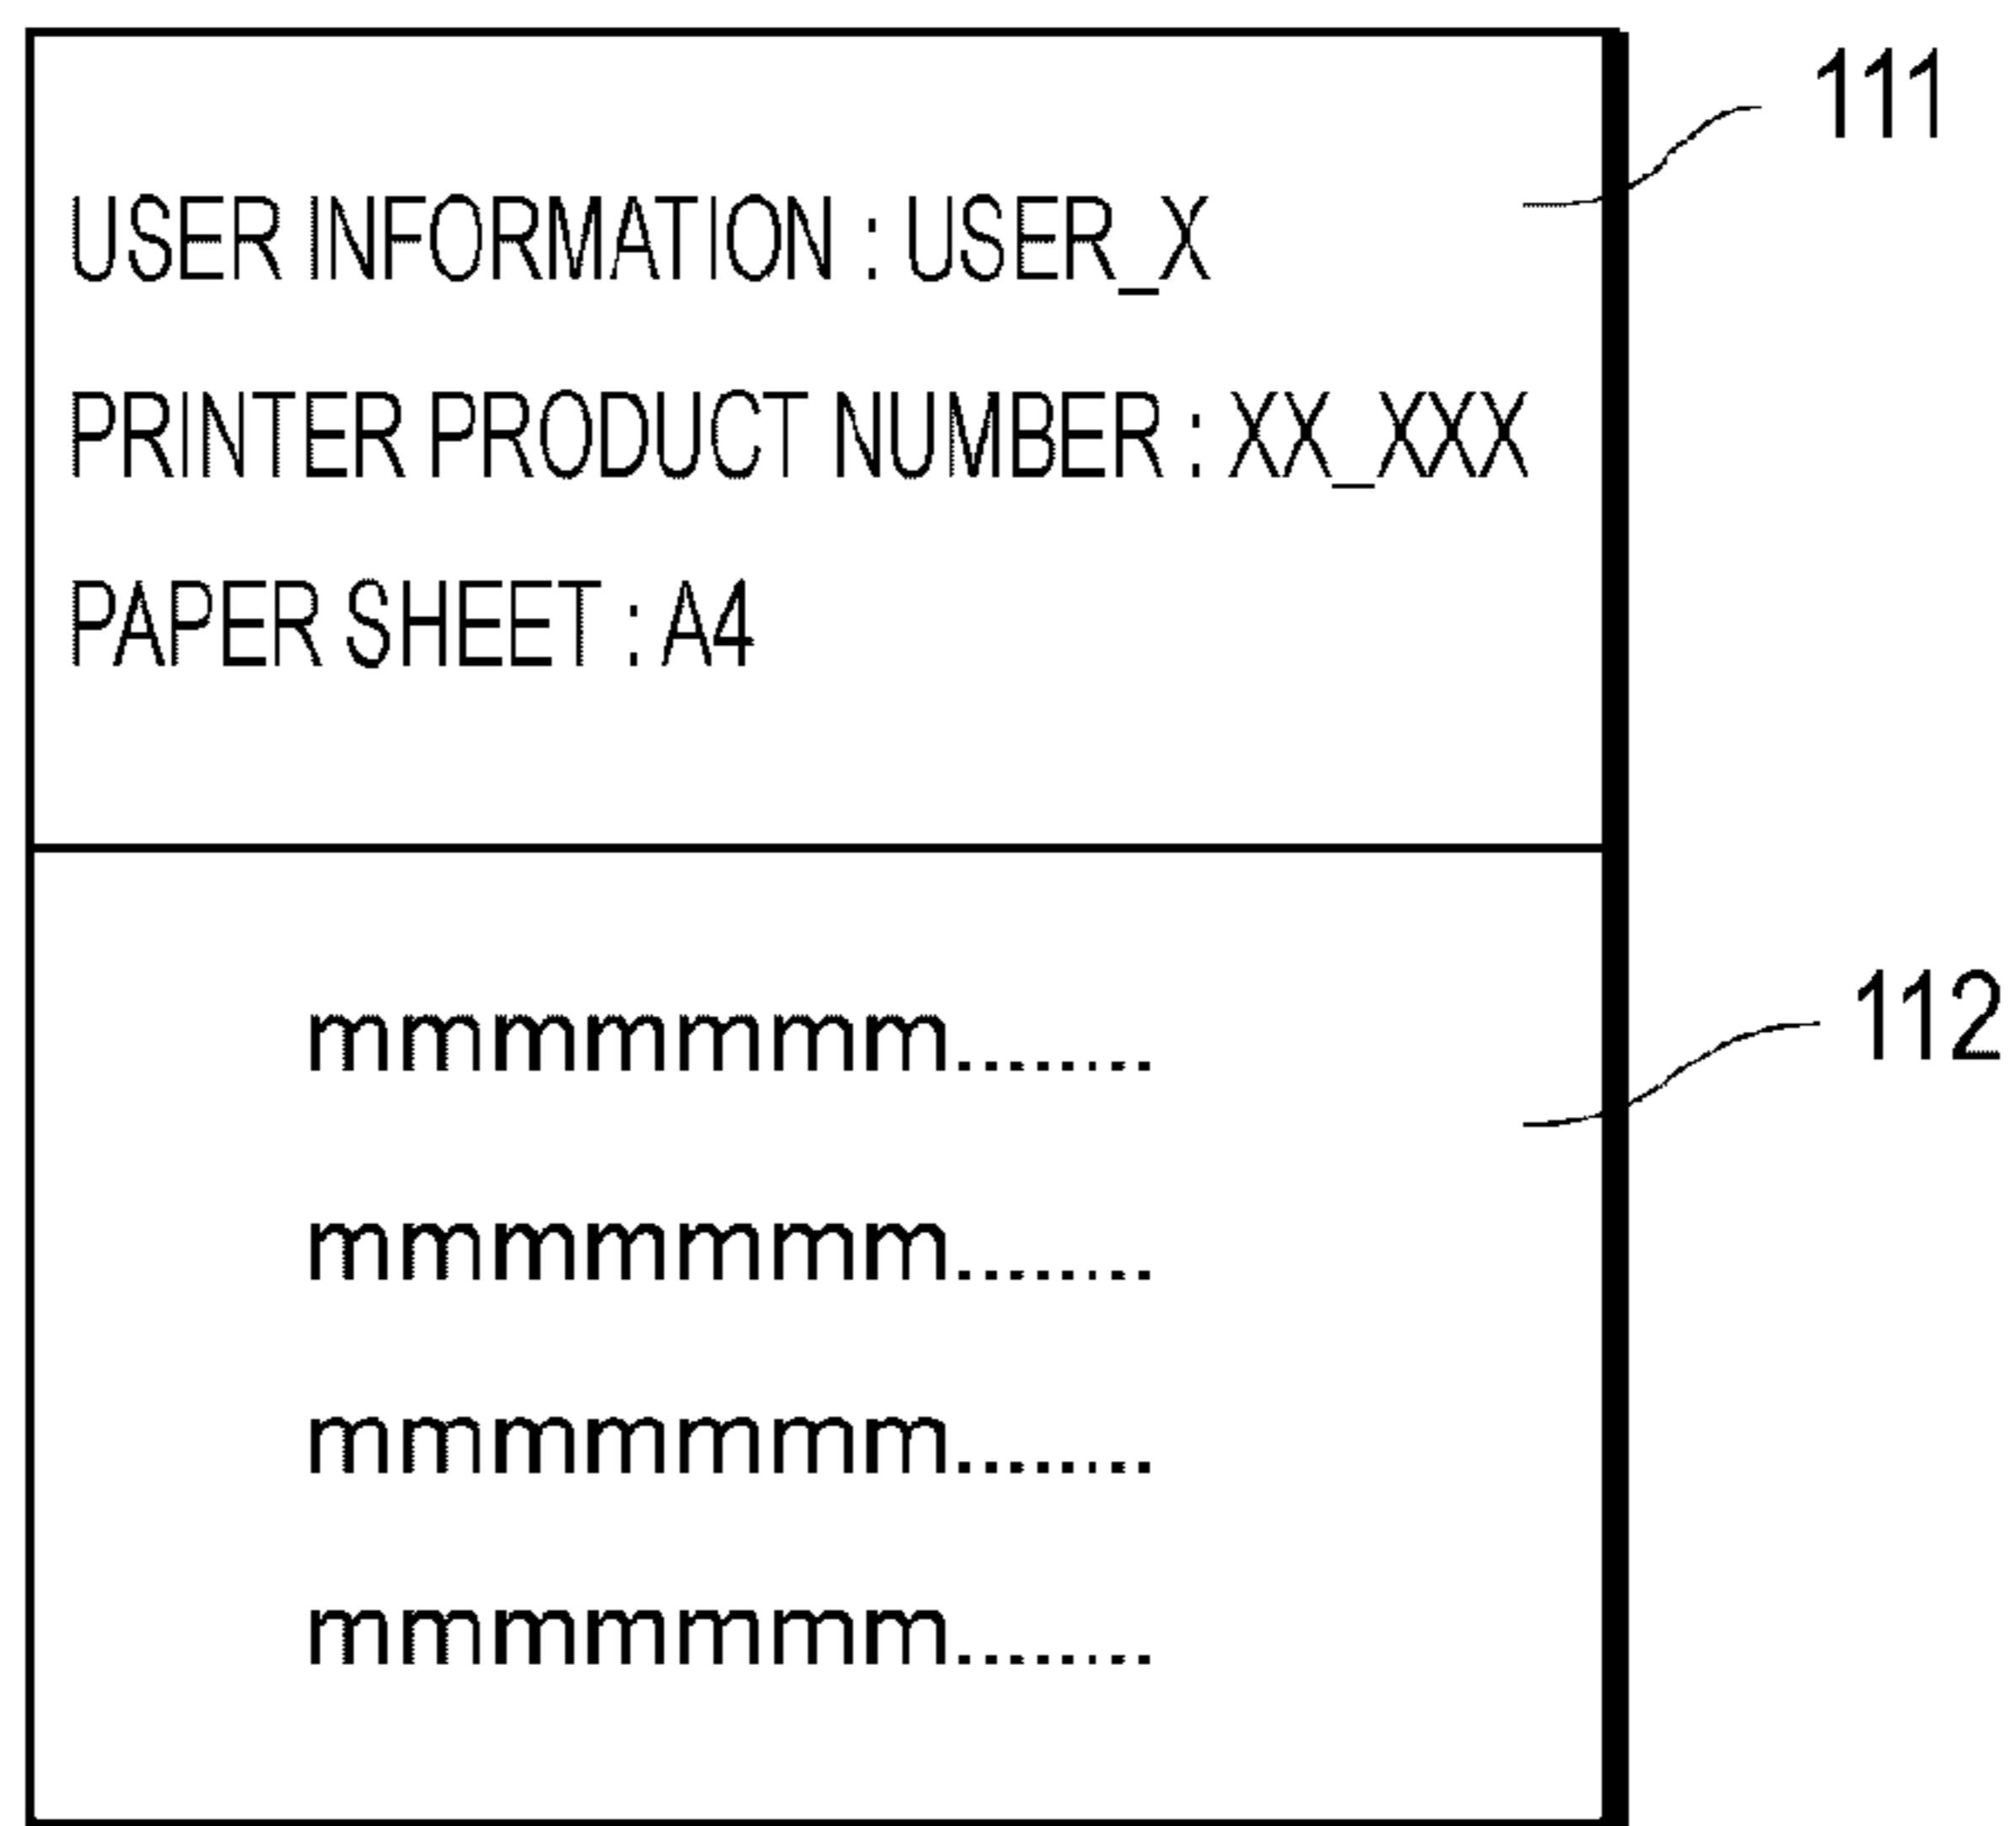 111
USER INFORMATION : USER_X
PRINTER PRODUCT NUMBER : XX_XXX
PAPER SHEET : A4
112
mmmmmmm........
mmmmmmm........
mmmmmmm........
mmmmmmm........